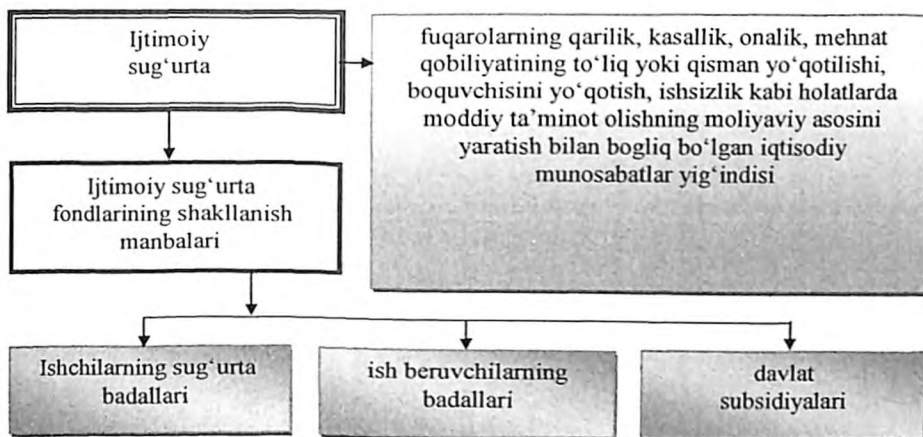 Ijtimoiy
sug‘urta
fuqarolarning qarilik, kasallik, onalik, mehnat
qobiliyatining to‘liq yoki qisman yo‘qotilishi,
boquvchisini yo‘qotish, ishsizlik kabi holatlarda
moddiy ta’minot olishning moliyaviy asosini
yaratish bilan bogliq bo‘lgan iqtisodiy
munosabatlar yig‘indisi
Ijtimoiy sug‘urta
fondlarining shakllanish
manbalari
Ishchilarning sug‘urta
badallari
ish beruvchilarning
badallari
davlat
subsidiyalari